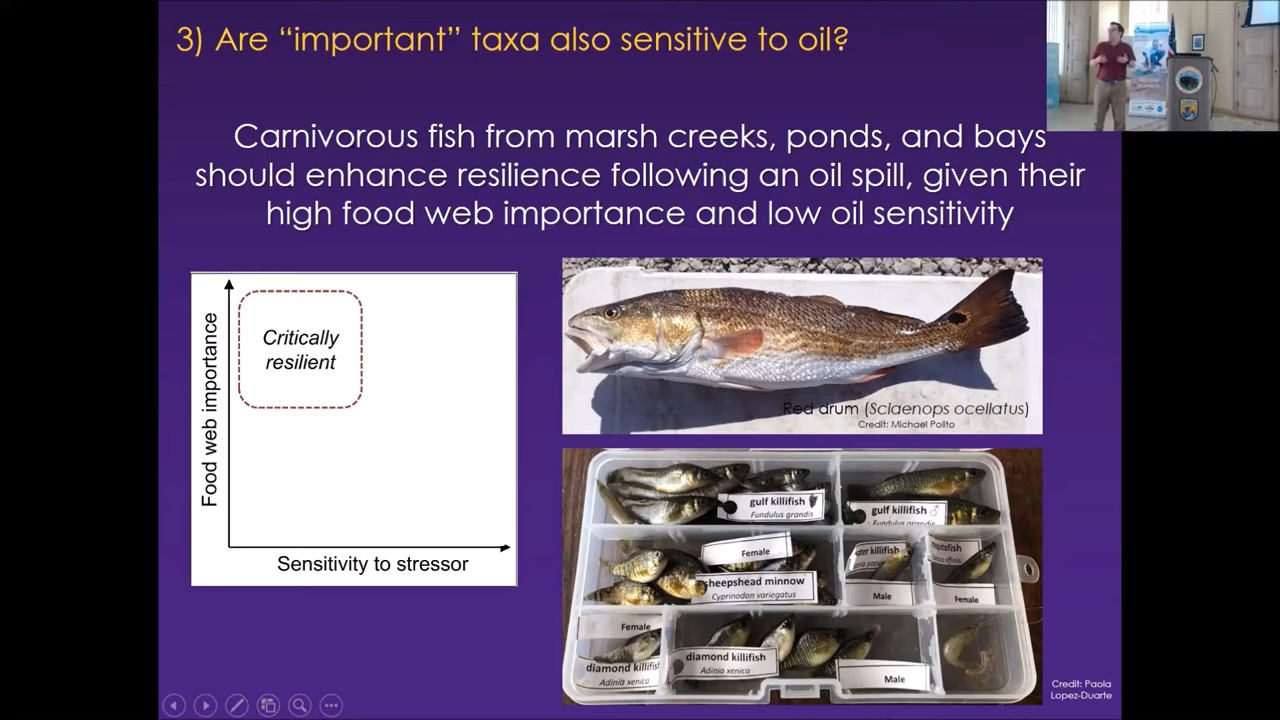 3) Are “important” taxa also sensitive to oil?
Carnivorous fish from marsh creeks, ponds, and bays
should enhance resilience following an oil spill, given their
high food web importance and low oil sensitivity
Food web importance
Critically
resilient
Sensitivity to stressor
Red drum (Sciaenops ocellatus)
Credit: Michael Polito
gulf killifish
Fundulus grandis
gulf killifish ♂
Fundulus grandis
Female
sheepshead minnow
Cyprinodon variegatus
killifish
Male
Female
Female
diamond killifish
Adinia xenica
diamond killifish
Adinia xenica
Male
Credit: Paola
Lopez-Duarte